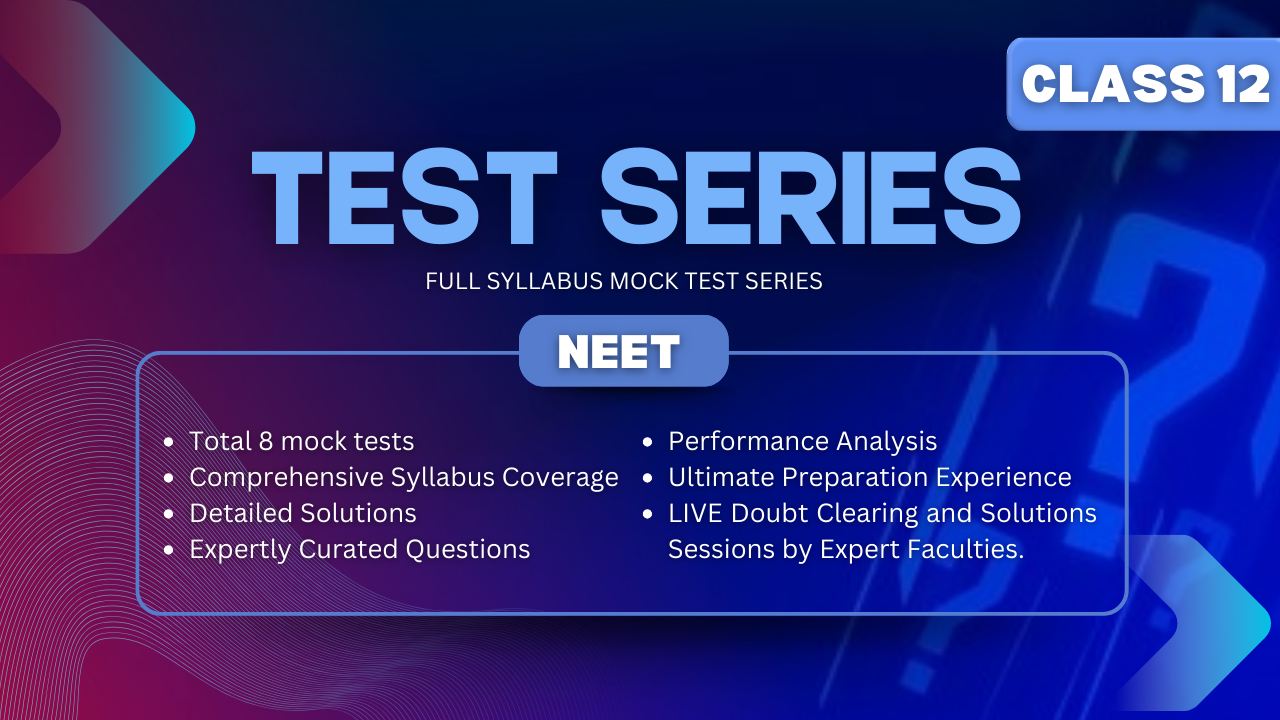 CLASS 12
TEST SERIES
FULL SYLLABUS MOCK TEST SERIES
NEET
• Total 8 mock tests
• Comprehensive Syllabus Coverage
• Detailed Solutions
• Expertly Curated Questions
• Performance Analysis
• Ultimate Preparation Experience
• LIVE Doubt Clearing and Solutions
Sessions by Expert Faculties.